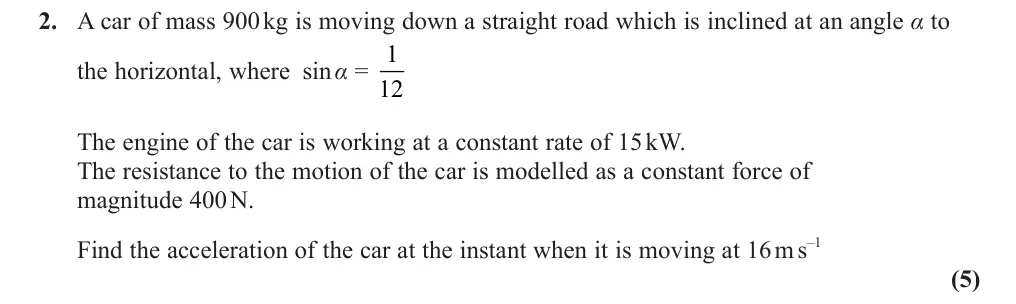 2. A car of mass 900 kg is moving down a straight road which is inclined at an angle α to
the horizontal, where sin α = 1/12
The engine of the car is working at a constant rate of 15 kW.
The resistance to the motion of the car is modelled as a constant force of
magnitude 400 N.
Find the acceleration of the car at the instant when it is moving at 16 m s⁻¹
(5)